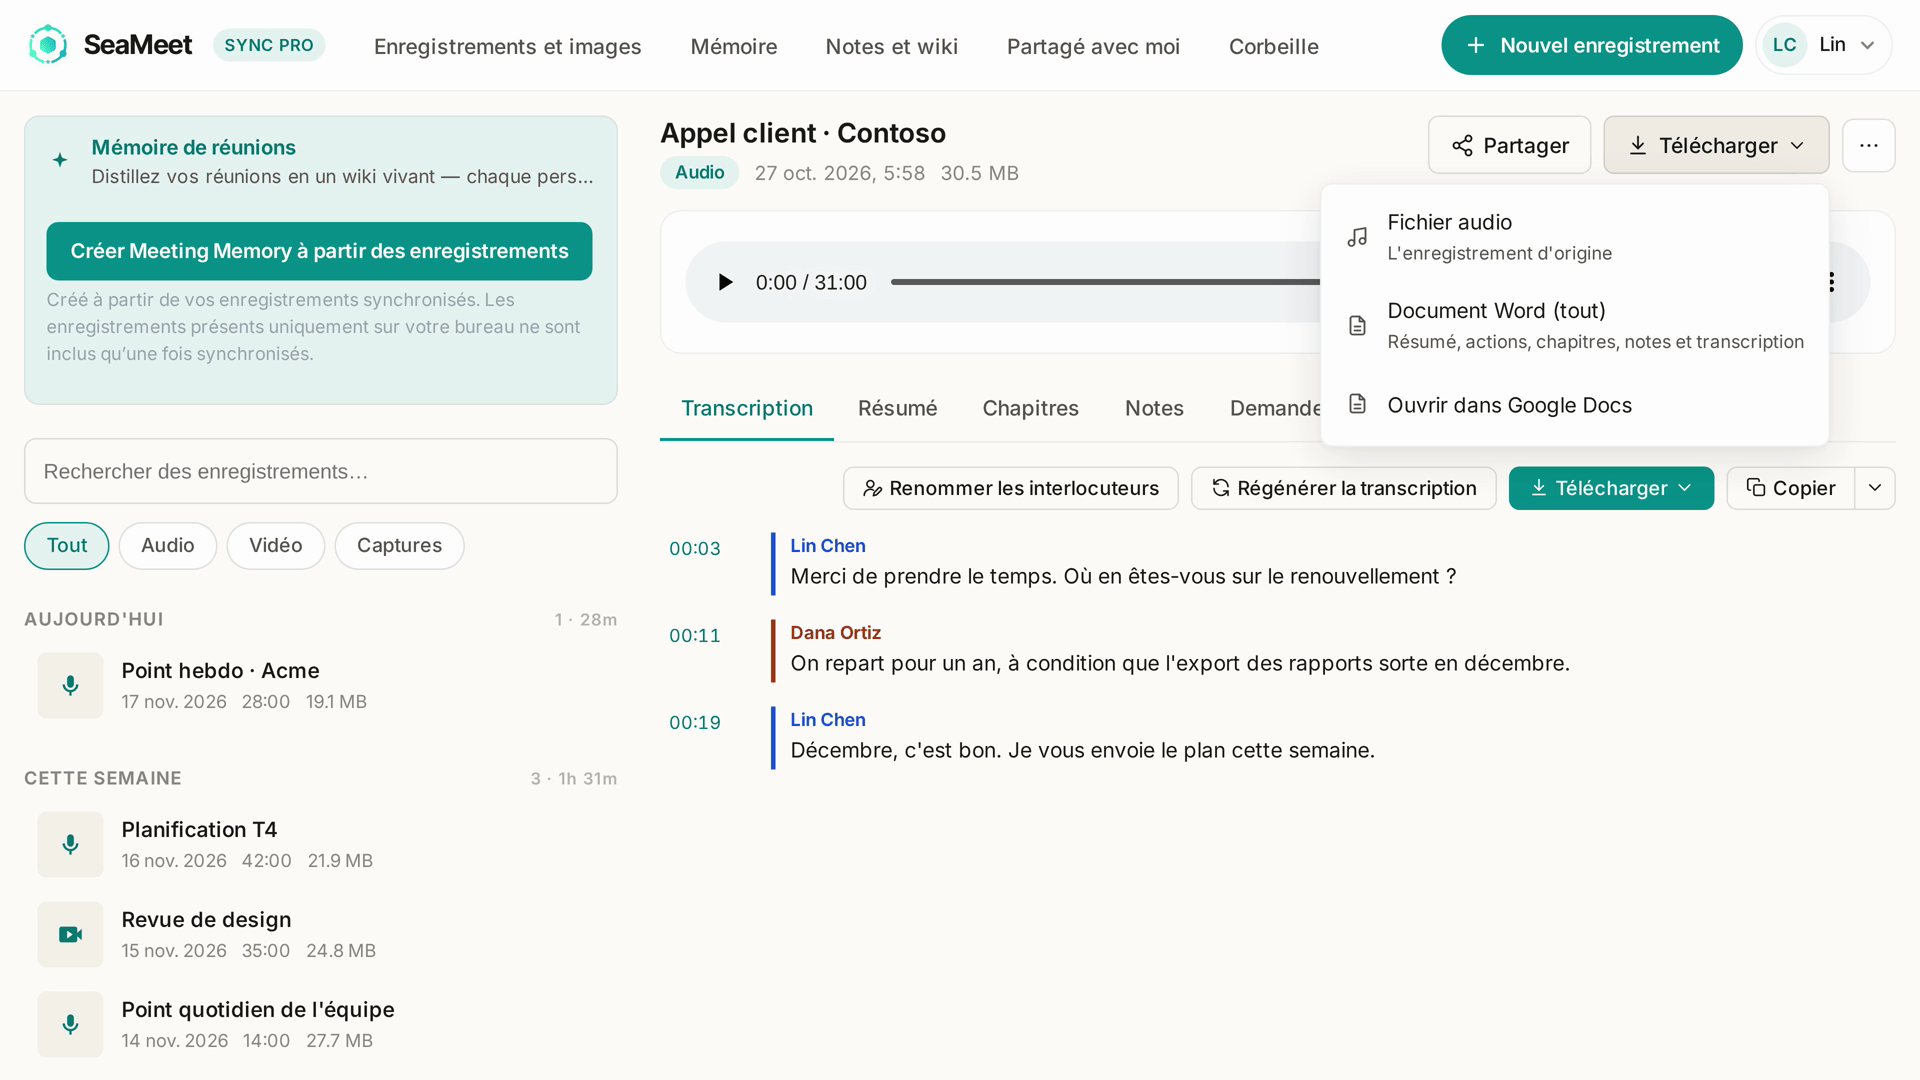 SeaMeet
SYNC PRO
Enregistrements et images
Mémoire
Notes et wiki
Partagé avec moi
Corbeille
Nouvel enregistrement
LC
Lin
Mémoire de réunions
Distillez vos réunions en un wiki vivant — chaque pers...
Créer Meeting Memory à partir des enregistrements
Créé à partir de vos enregistrements synchronisés. Les
enregistrements présents uniquement sur votre bureau ne sont
inclus qu’une fois synchronisés.
Rechercher des enregistrements…
Tout
Audio
Vidéo
Captures
AUJOURD'HUI
1 · 28m
Point hebdo · Acme
17 nov. 2026 28:00 19.1 MB
CETTE SEMAINE
3 · 1h 31m
Planification T4
16 nov. 2026 42:00 21.9 MB
Revue de design
15 nov. 2026 35:00 24.8 MB
Point quotidien de l'équipe
14 nov. 2026 14:00 27.7 MB
Appel client · Contoso
Audio
27 oct. 2026, 5:58 30.5 MB
Partager
Télécharger
Fichier audio
L'enregistrement d'origine
Document Word (tout)
Résumé, actions, chapitres, notes et transcription
Ouvrir dans Google Docs
0:00 / 31:00
Transcription
Résumé
Chapitres
Notes
Demande
Renommer les interlocuteurs
Régénérer la transcription
Télécharger
Copier
00:03
Lin Chen
Merci de prendre le temps. Où en êtes-vous sur le renouvellement ?
00:11
Dana Ortiz
On repart pour un an, à condition que l'export des rapports sorte en décembre.
00:19
Lin Chen
Décembre, c'est bon. Je vous envoie le plan cette semaine.